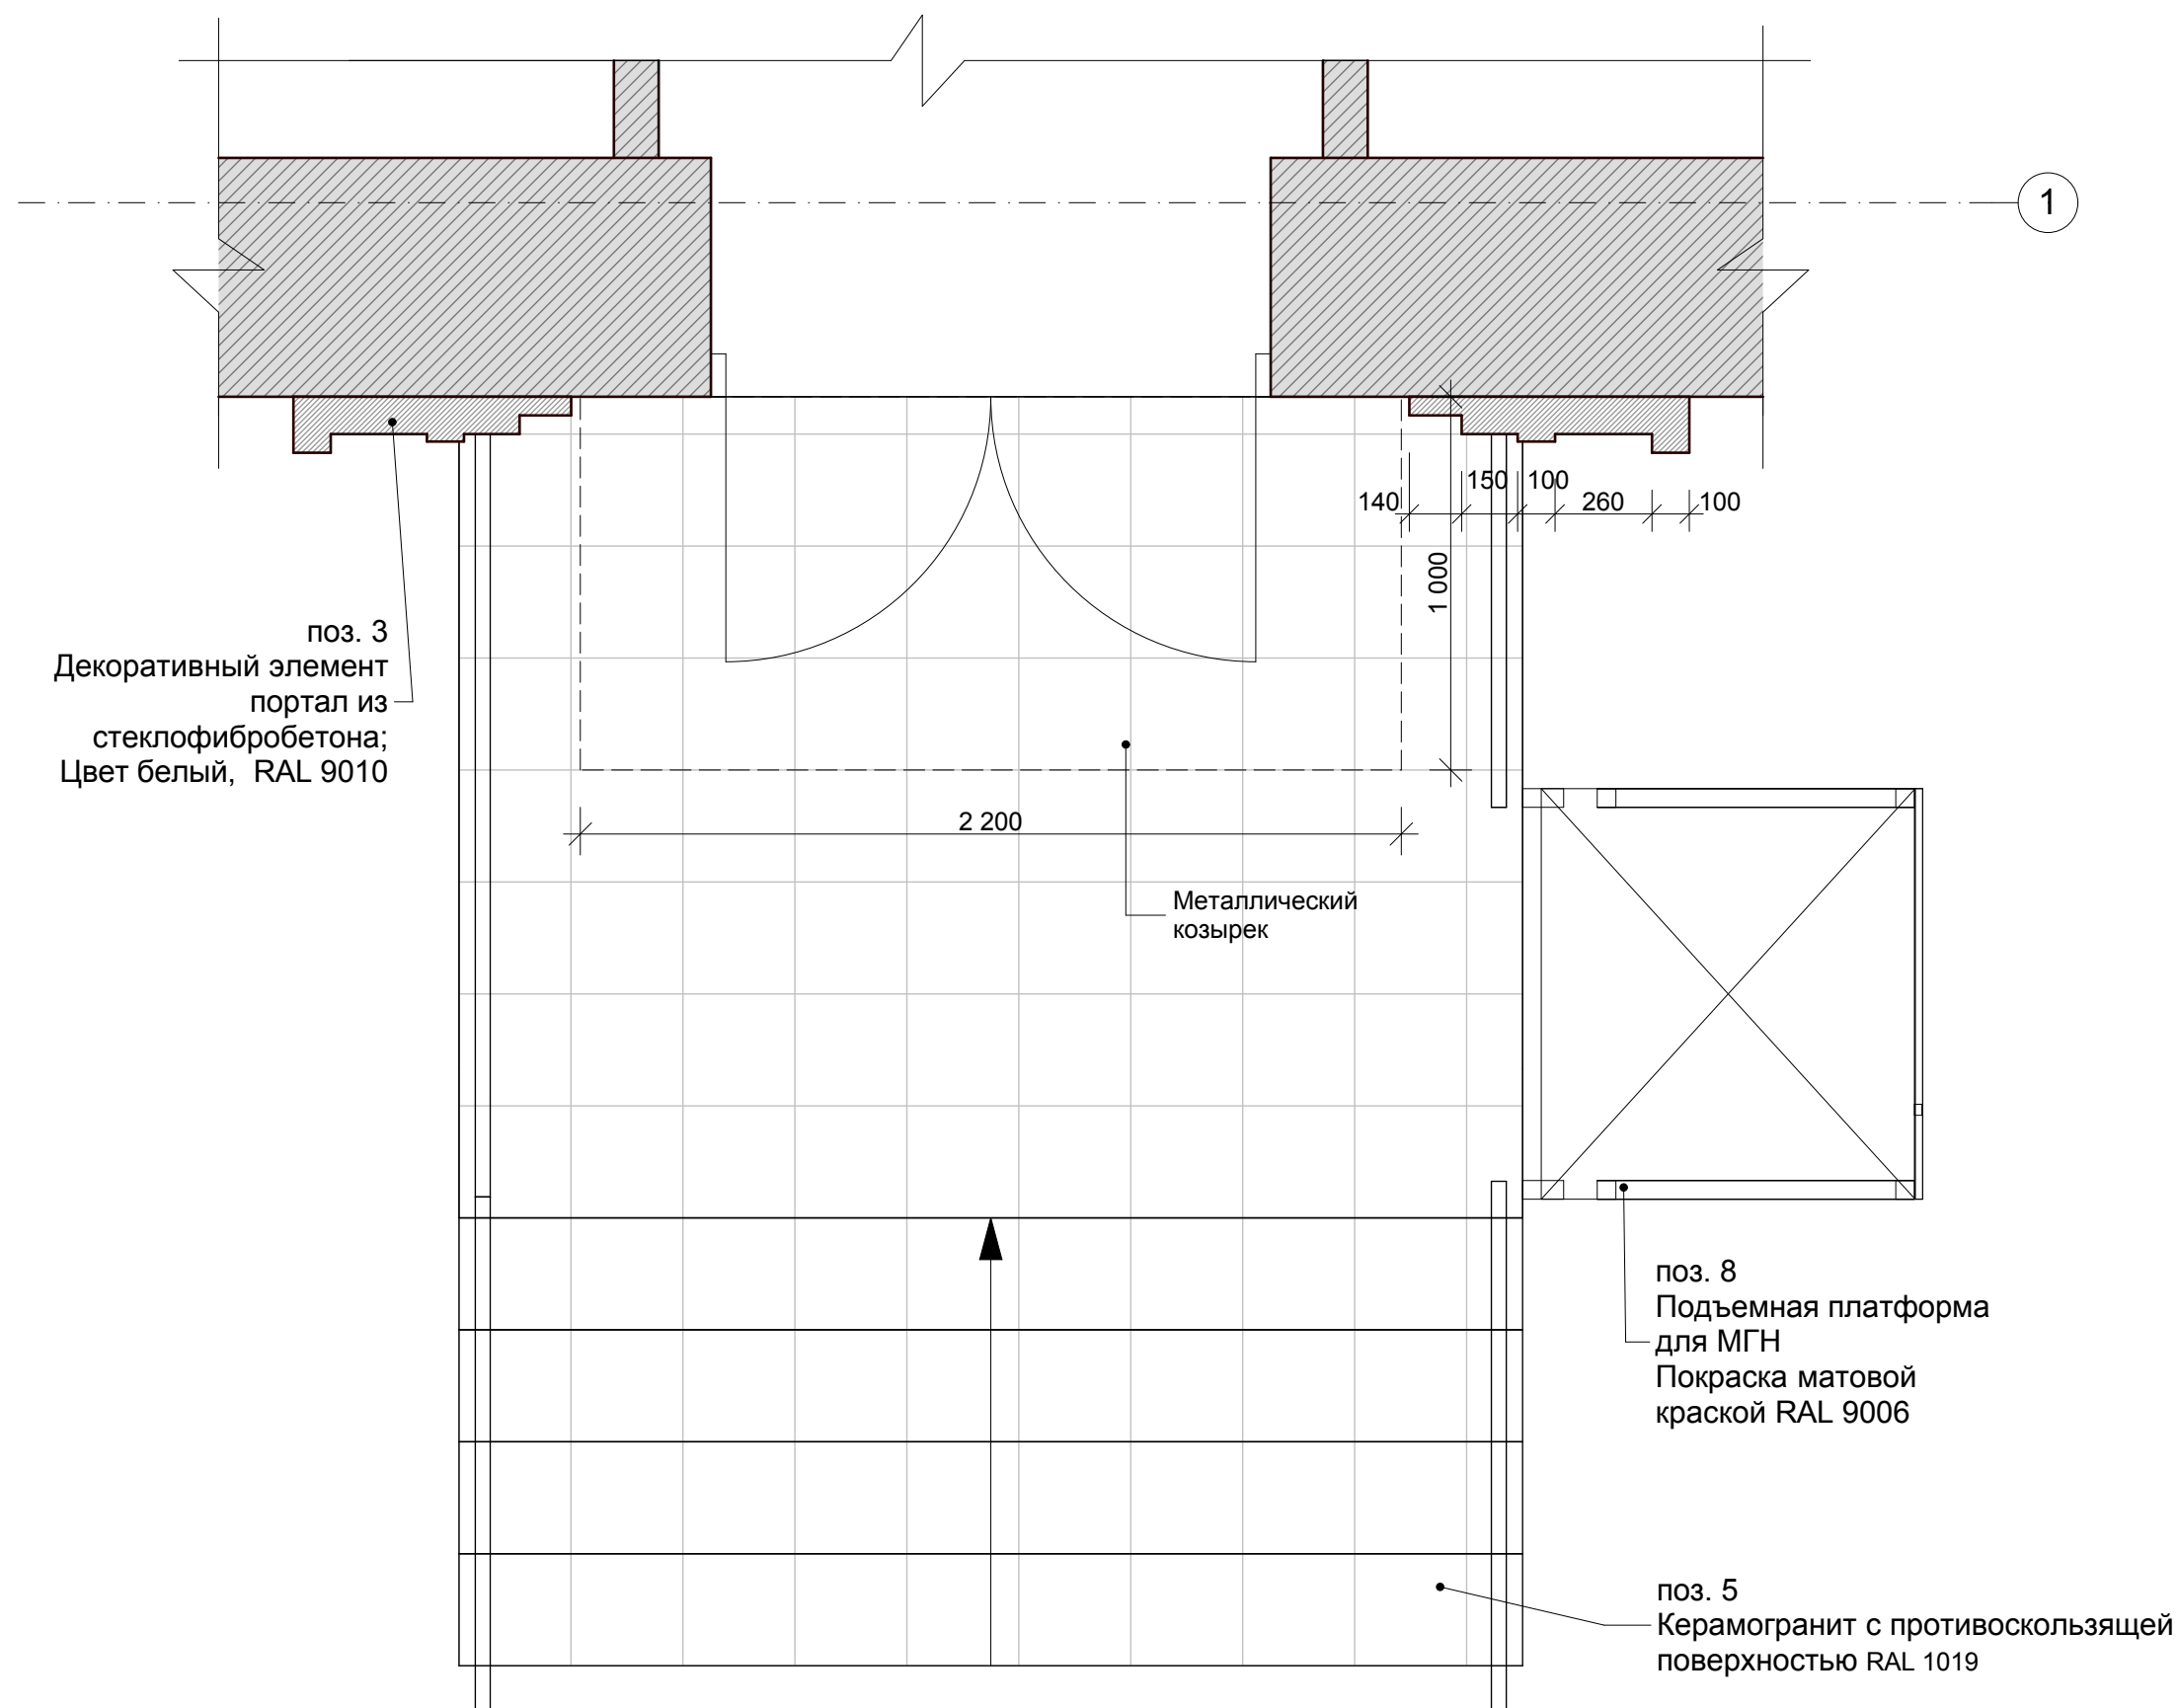 1
150 100
140 260 100
1 000
поз. 3
Декоративный элемент
портал из
стеклофибробетона;
Цвет белый, RAL 9010
2 200
Металлический
козырек
поз. 8
Подъемная платформа
для МГН
Покраска матовой
краской RAL 9006
поз. 5
Керамогранит с противоскользящей
поверхностью RAL 1019